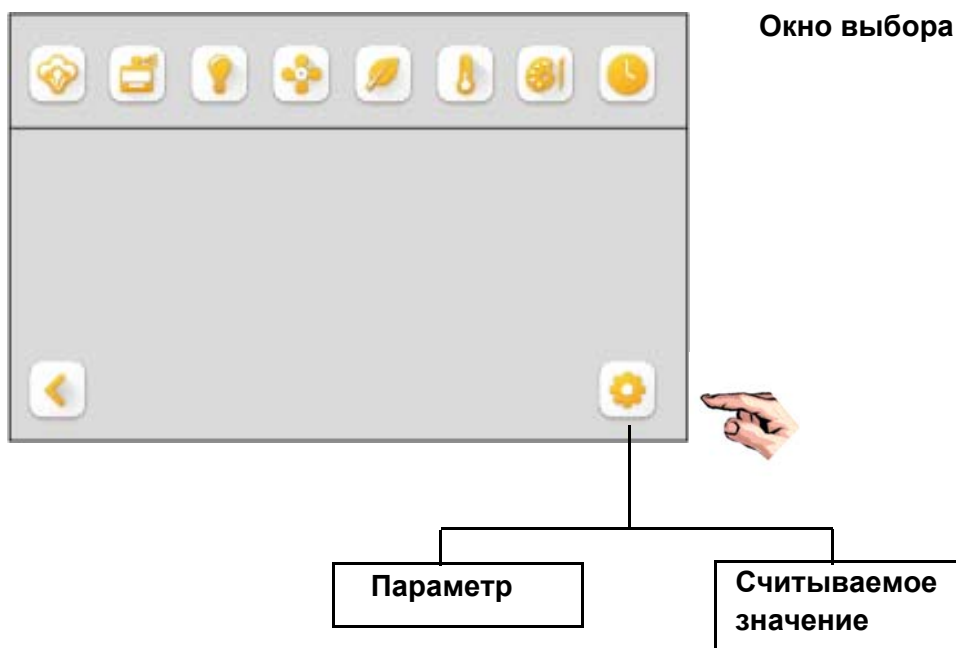 Окно выбора
Параметр
Считываемое
значение